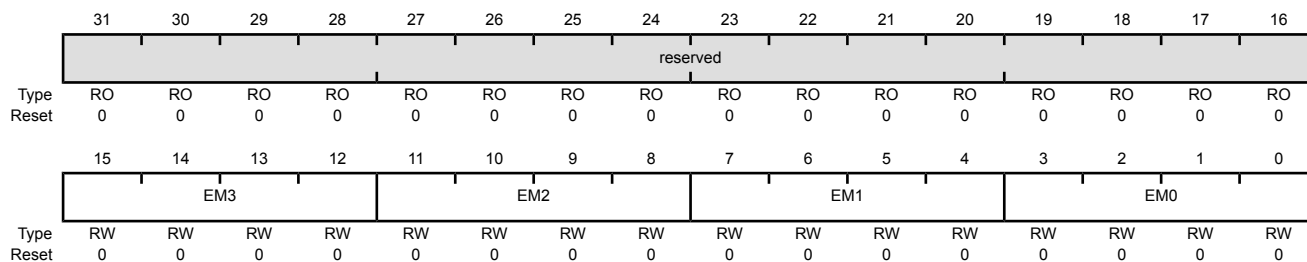 31 30 29 28 27 26 25 24 23 22 21 20 19 18 17 16
reserved
Type RO RO RO RO RO RO RO RO RO RO RO RO RO RO RO RO
Reset 0 0 0 0 0 0 0 0 0 0 0 0 0 0 0 0
15 14 13 12 11 10 9 8 7 6 5 4 3 2 1 0
EM3 EM2 EM1 EM0
Type RW RW RW RW RW RW RW RW RW RW RW RW RW RW RW RW
Reset 0 0 0 0 0 0 0 0 0 0 0 0 0 0 0 0